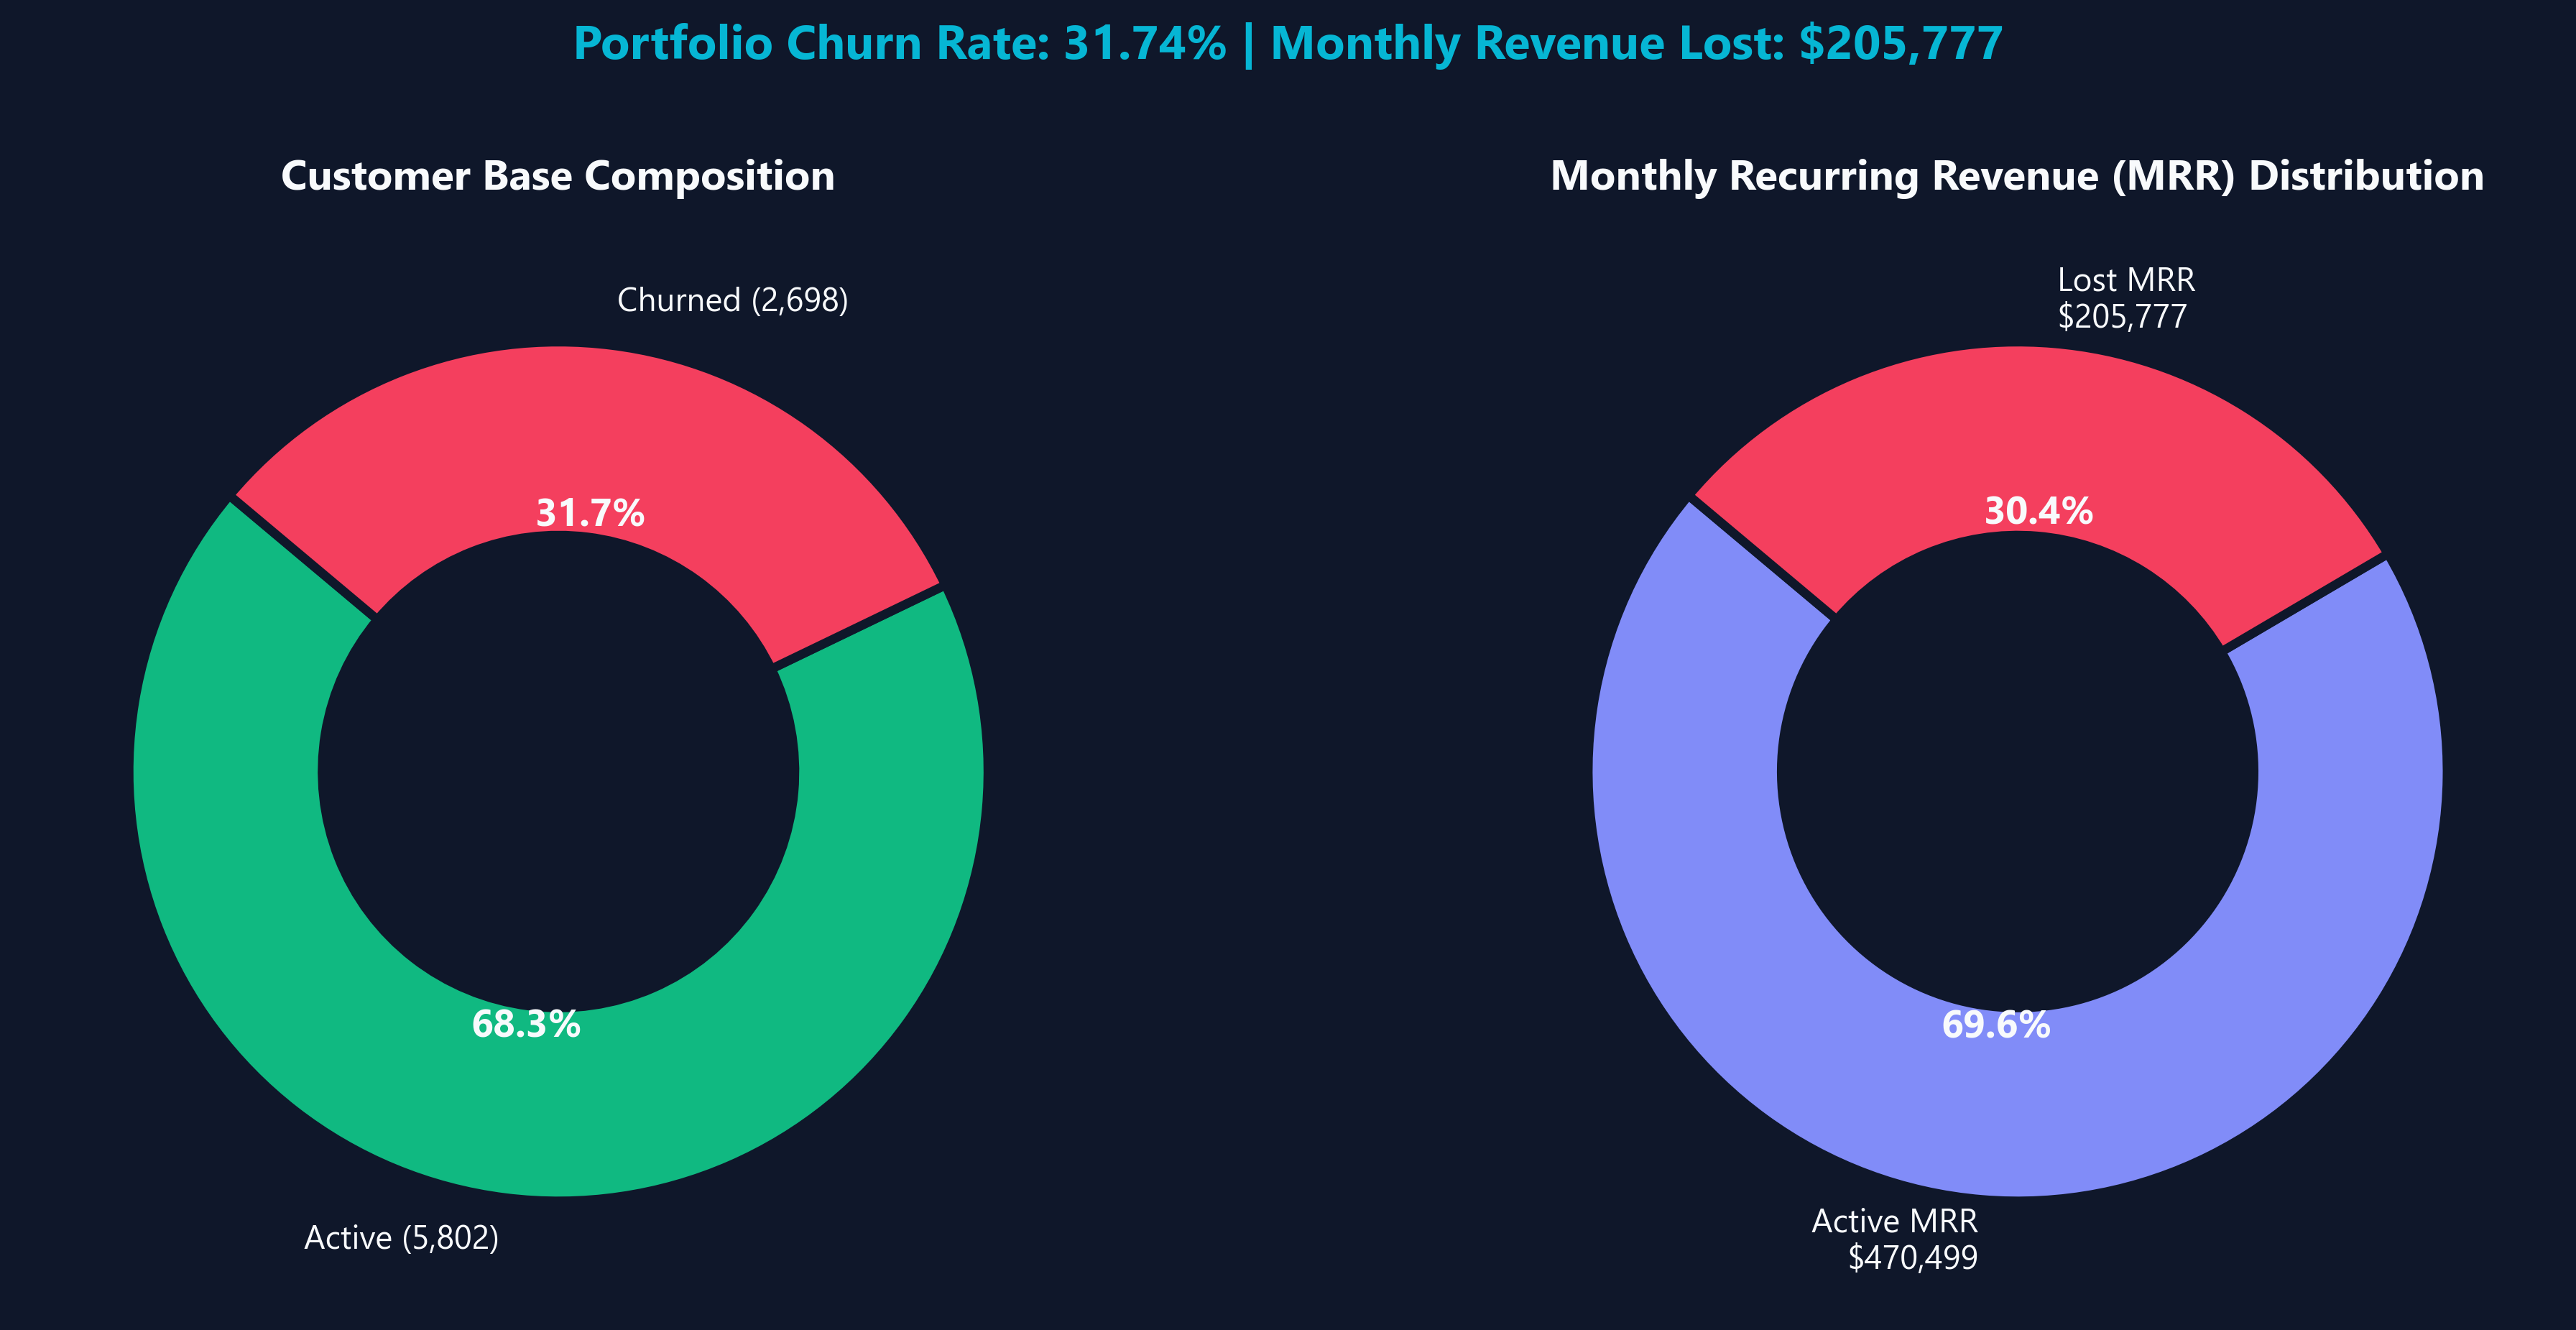 Portfolio Churn Rate: 31.74% | Monthly Revenue Lost: $205,777
Customer Base Composition
Churned (2,698)
31.7%
68.3%
Active (5,802)
Monthly Recurring Revenue (MRR) Distribution
Lost MRR
$205,777
30.4%
69.6%
Active MRR
$470,499